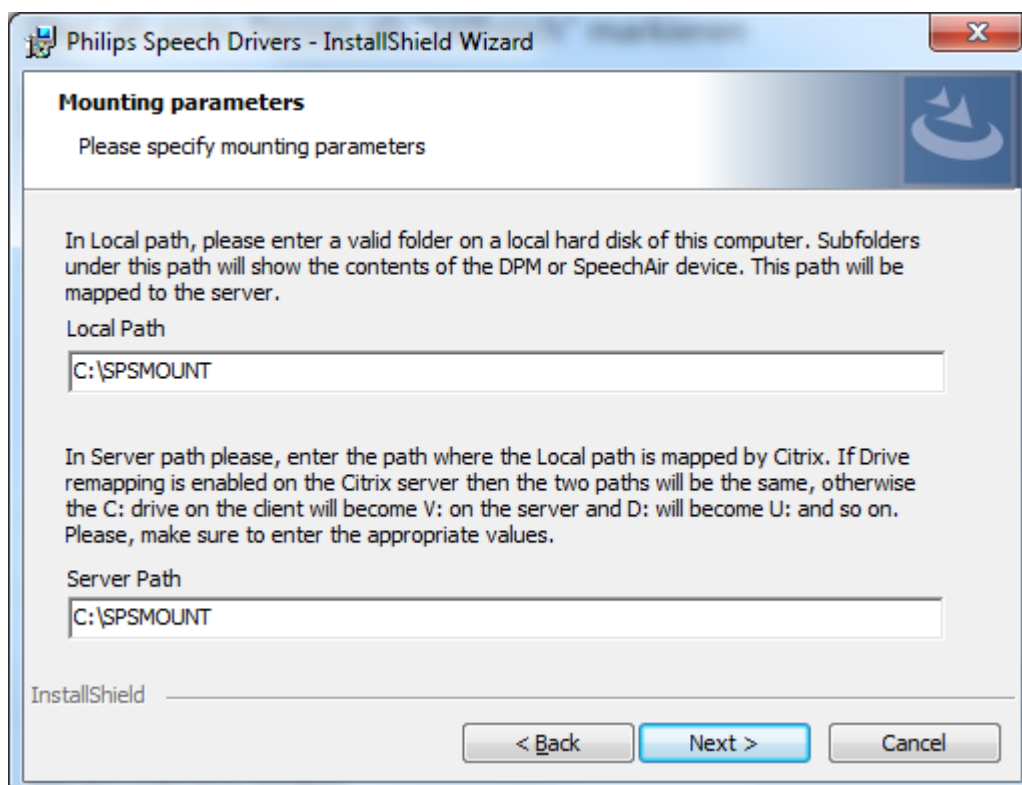 Philips Speech Drivers - InstallShield Wizard
Mounting parameters
Please specify mounting parameters
In Local path, please enter a valid folder on a local hard disk of this computer. Subfolders
under this path will show the contents of the DPM or SpeechAir device. This path will be
mapped to the server.
Local Path
C:\SPSMOUNT
In Server path please, enter the path where the Local path is mapped by Citrix. If Drive
remapping is enabled on the Citrix server then the two paths will be the same, otherwise
the C: drive on the client will become V: on the server and D: will become U: and so on.
Please, make sure to enter the appropriate values.
Server Path
C:\SPSMOUNT
InstallShield
< Back
Next >
Cancel